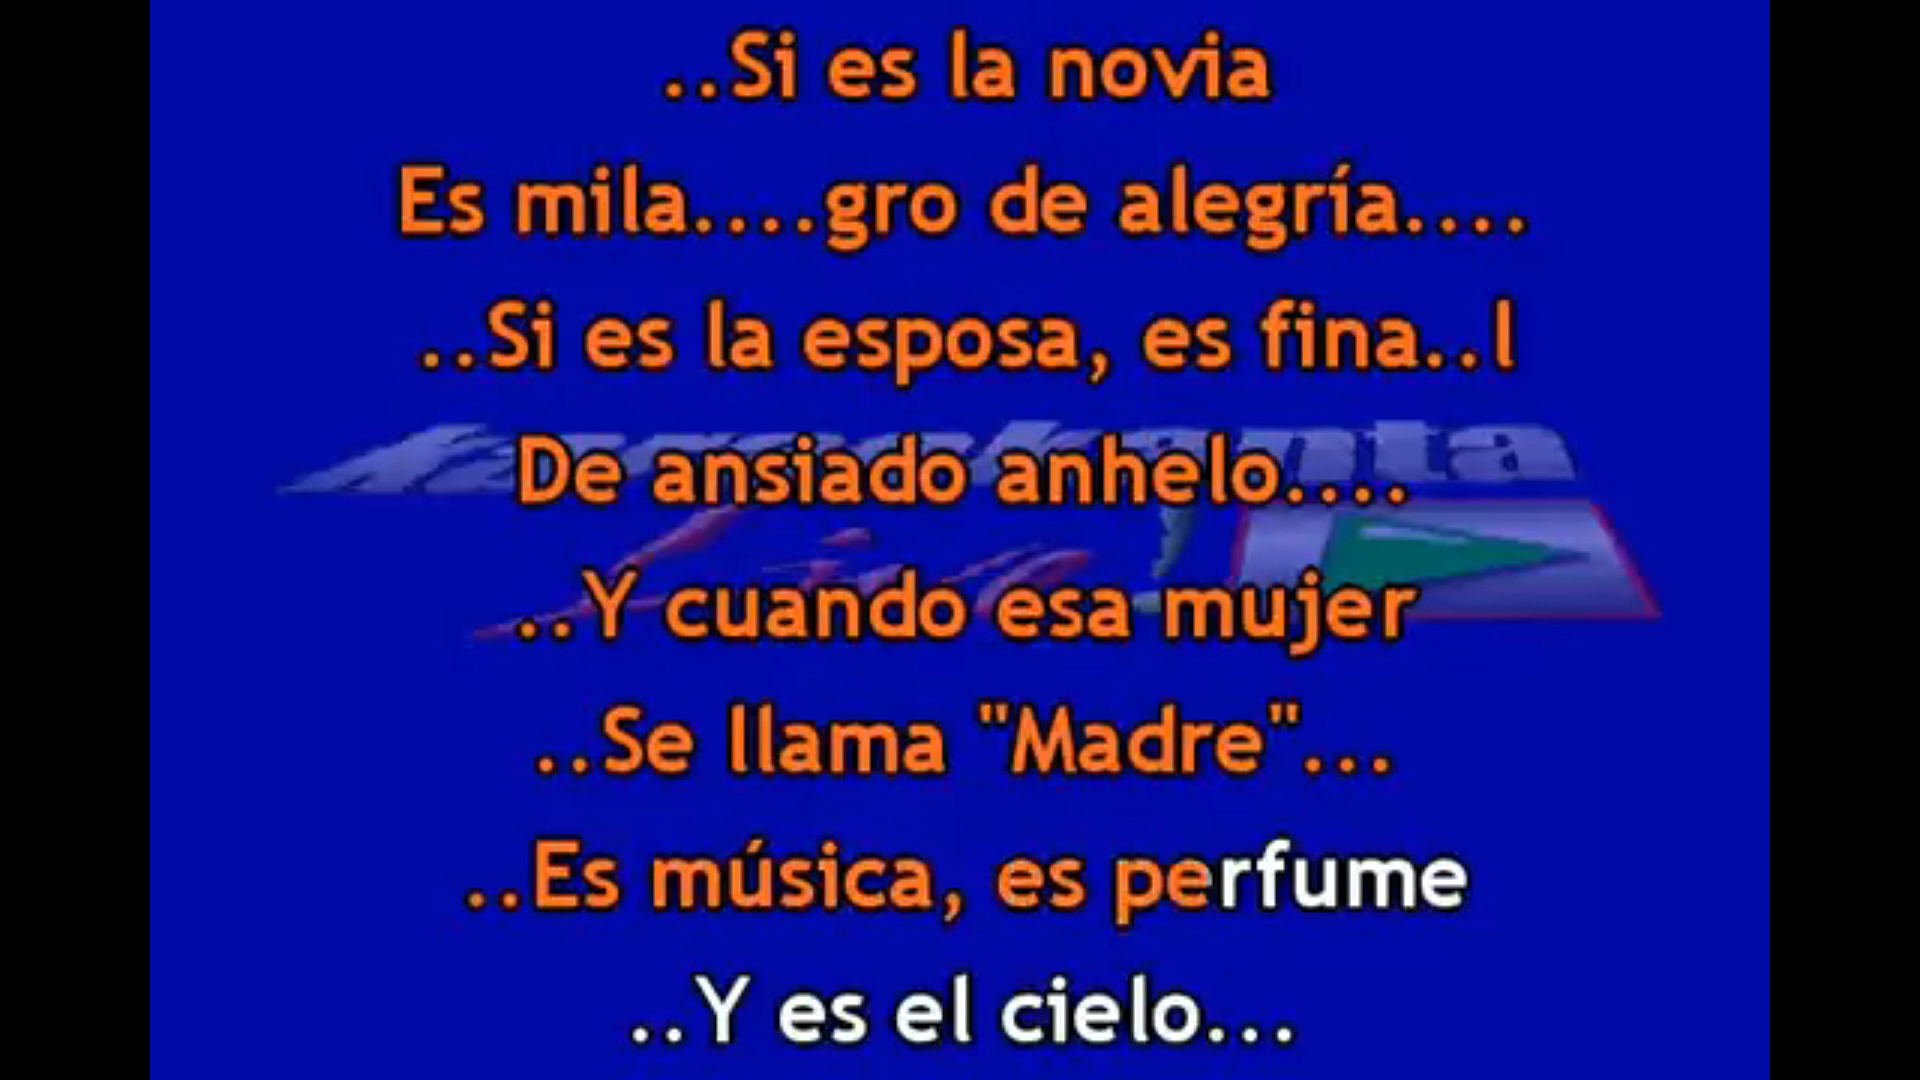 ..Si es la novia
Es mila....gro de alegría....
..Si es la esposa, es fina..l
De ansiado anhelo....
..Y cuando esa mujer
..Se llama "Madre"...
..Es música, es perfume
..Y es el cielo...